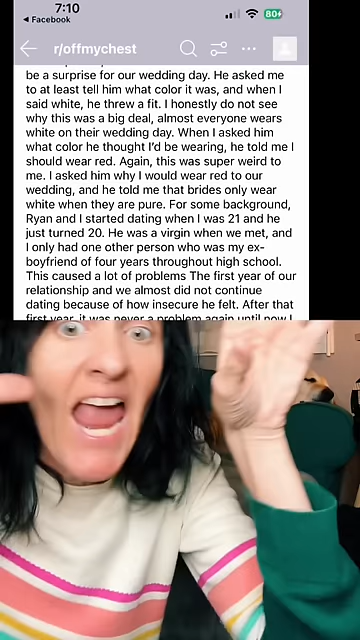 7:10
80+
◀ Facebook
r/offmychest
be a surprise for our wedding day. He asked me
to at least tell him what color it was, and when I
said white, he threw a fit. I honestly do not see
why this was a big deal, almost everyone wears
white on their wedding day. When I asked him
what color he thought I'd be wearing, he told me I
should wear red. Again, this was super weird to
me. I asked him why I would wear red to our
wedding, and he told me that brides only wear
white when they are pure. For some background,
Ryan and I started dating when I was 21 and he
just turned 20. He was a virgin when we met, and
I only had one other person who was my ex-
boyfriend of four years throughout high school.
This caused a lot of problems The first year of our
relationship and we almost did not continue
dating because of how insecure he felt. After that
first year, it was never a problem again until now I